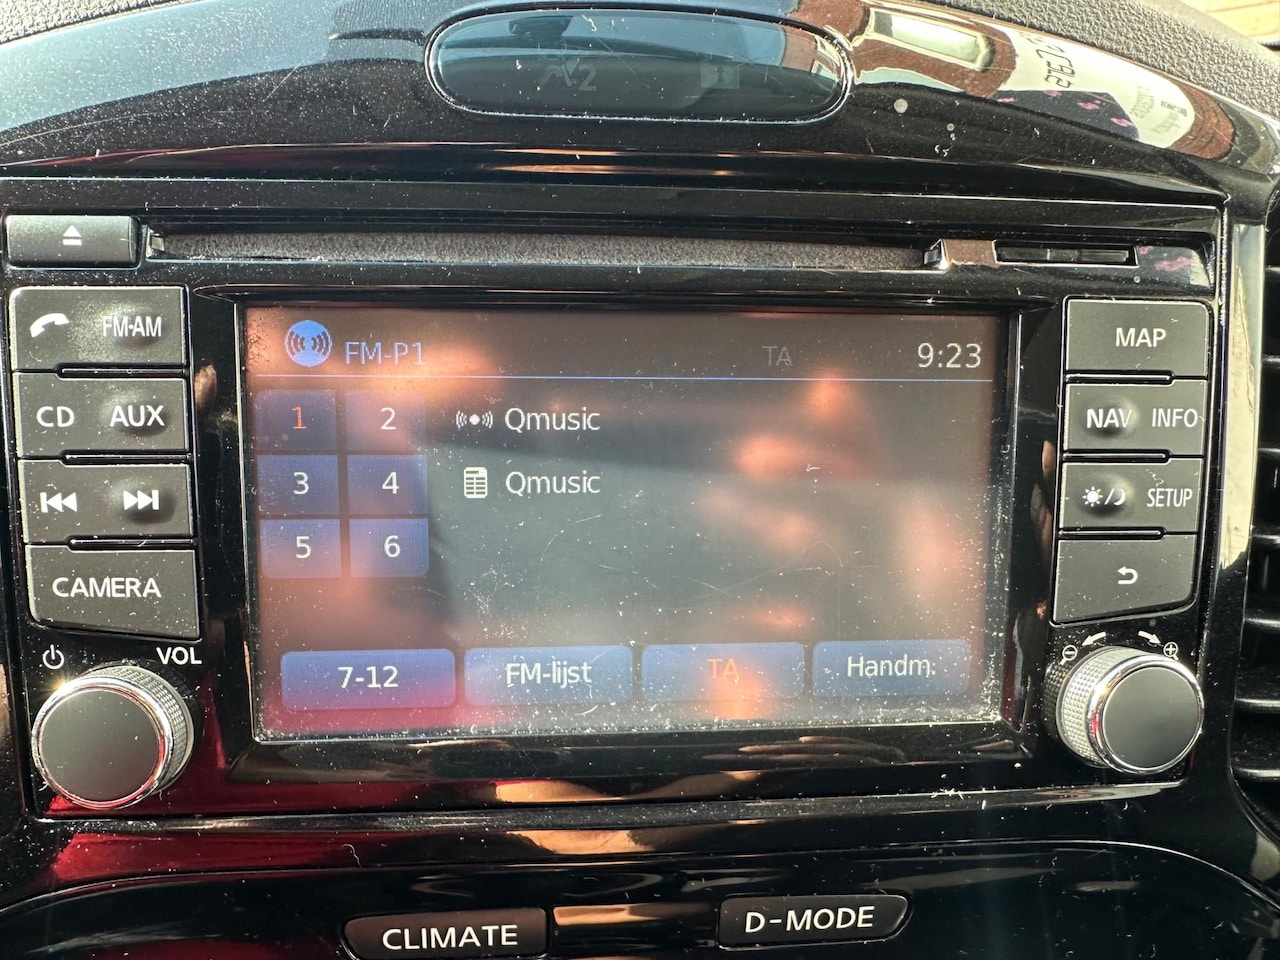 FM-AM
CD AUX
CAMERA
VOL
FM-P1 TA 9:23
1 2 Qmusic
3 4 Qmusic
5 6
7-12 FM-lijst TA Handm.
MAP
NAV INFO
SETUP
CLIMATE D-MODE